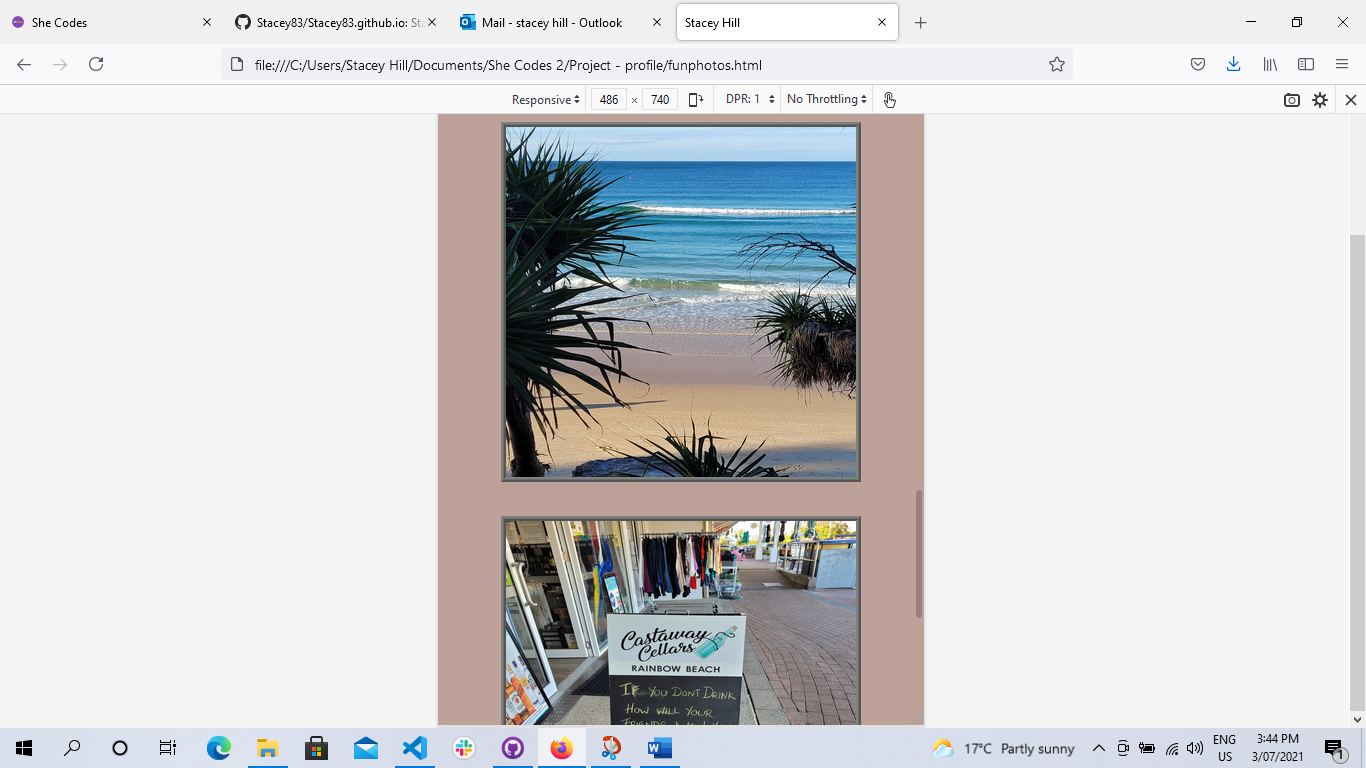 She Codes
Stacey83/Stacey83.github.io: Sta
Mail - stacey hill - Outlook
Stacey Hill
file:///C:/Users/Stacey Hill/Documents/She Codes 2/Project - profile/funphotos.html
Responsive
486 × 740
DPR: 1
No Throttling
Castaway
Cellars
RAINBOW BEACH
IF YOU DONT DRINK
HOW WILL YOUR
17°C Partly sunny
ENG
US
3:44 PM
3/07/2021
1